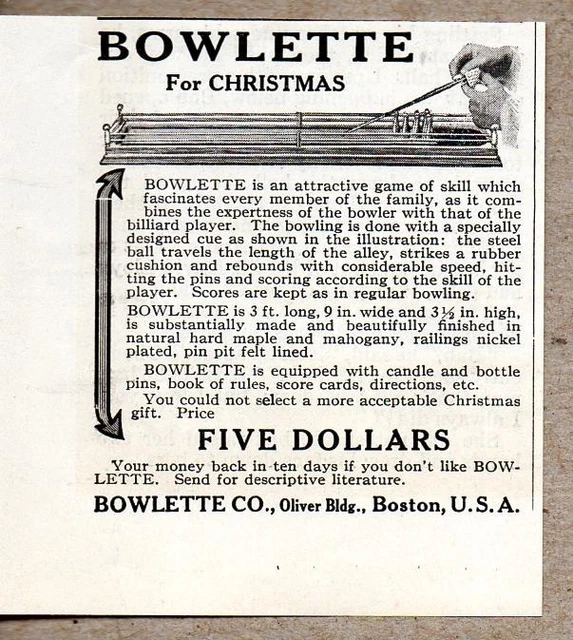 BOWLETTE
For CHRISTMAS
BOWLETTE is an attractive game of skill which
fascinates every member of the family, as it com-
bines the expertness of the bowler with that of the
billiard player. The bowling is done with a specially
designed cue as shown in the illustration: the steel
ball travels the length of the alley, strikes a rubber
cushion and rebounds with considerable speed, hit-
ting the pins and scoring according to the skill of the
player. Scores are kept as in regular bowling.
BOWLETTE is 3 ft. long, 9 in. wide and 3½ in. high,
is substantially made and beautifully finished in
natural hard maple and mahogany, railings nickel
plated, pin pit felt lined.
BOWLETTE is equipped with candle and bottle
pins, book of rules, score cards, directions, etc.
You could not select a more acceptable Christmas
gift. Price
FIVE DOLLARS
Your money back in ten days if you don't like BOW-
LETTE. Send for descriptive literature.
BOWLETTE CO., Oliver Bldg., Boston, U. S. A.